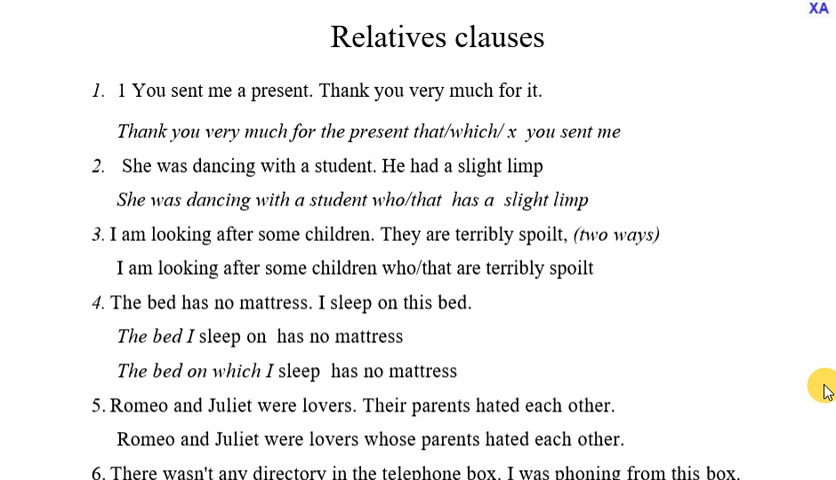 XA
Relatives clauses
1. 1 You sent me a present. Thank you very much for it.
Thank you very much for the present that/which/ x you sent me
2. She was dancing with a student. He had a slight limp
She was dancing with a student who/that has a slight limp
3. I am looking after some children. They are terribly spoilt, (two ways)
I am looking after some children who/that are terribly spoilt
4. The bed has no mattress. I sleep on this bed.
The bed I sleep on has no mattress
The bed on which I sleep has no mattress
5. Romeo and Juliet were lovers. Their parents hated each other.
Romeo and Juliet were lovers whose parents hated each other.
6. There wasn't any directory in the telephone box. I was phoning from this box.